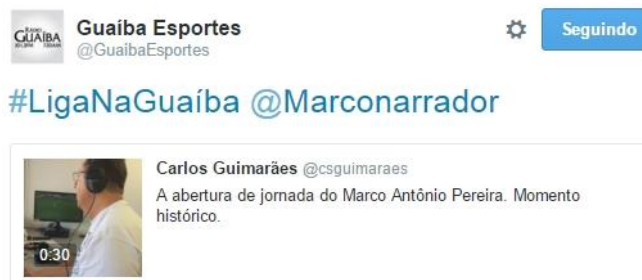 GUAÍBA
Guaíba Esportes
@GuaibaEsportes
Seguindo
#LigaNaGuaíba @Marconarrador
Carlos Guimarães @csguimaraes
A abertura de jornada do Marco Antônio Pereira. Momento
histórico.
0:30